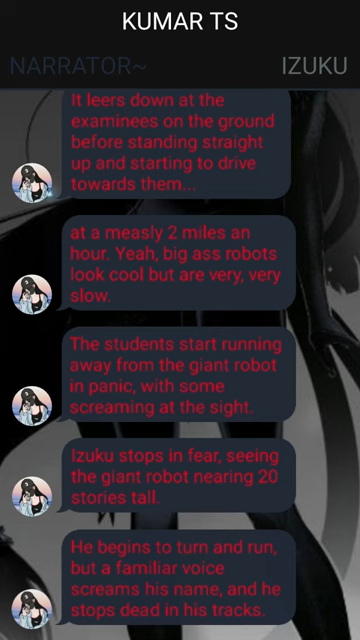 KUMAR TS
NARRATOR~ IZUKU
It leers down at the
examinees on the ground
before standing straight
up and starting to drive
towards them...
at a measly 2 miles an
hour. Yeah, big ass robots
look cool but are very, very
slow.
The students start running
away from the giant robot
in panic, with some
screaming at the sight.
Izuku stops in fear, seeing
the giant robot nearing 20
stories tall.
He begins to turn and run,
but a familiar voice
screams his name, and he
stops dead in his tracks.